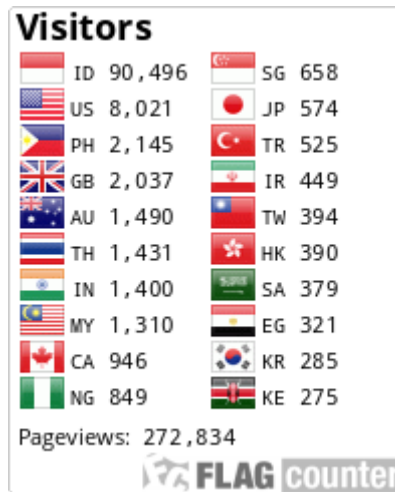 Visitors
ID 90,496 SG 658
US 8,021 JP 574
PH 2,145 TR 525
GB 2,037 IR 449
AU 1,490 TW 394
TH 1,431 HK 390
IN 1,400 SA 379
MY 1,310 EG 321
CA 946 KR 285
NG 849 KE 275
Pageviews: 272,834
FLAG counter